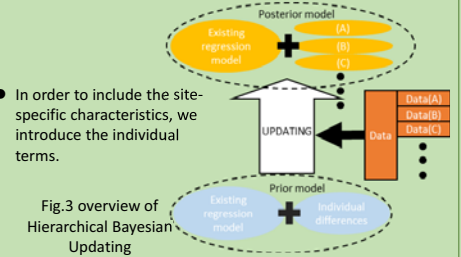 Posterior model
Existing
regression
model
(A)
(B)
(C)
● In order to include the site-
specific characteristics, we
introduce the individual
terms.
UPDATING
Data
Data(A)
Data(B)
Data(C)
Prior model
Existing
regression
model
Individual
differences
Fig.3 overview of
Hierarchical Bayesian
Updating